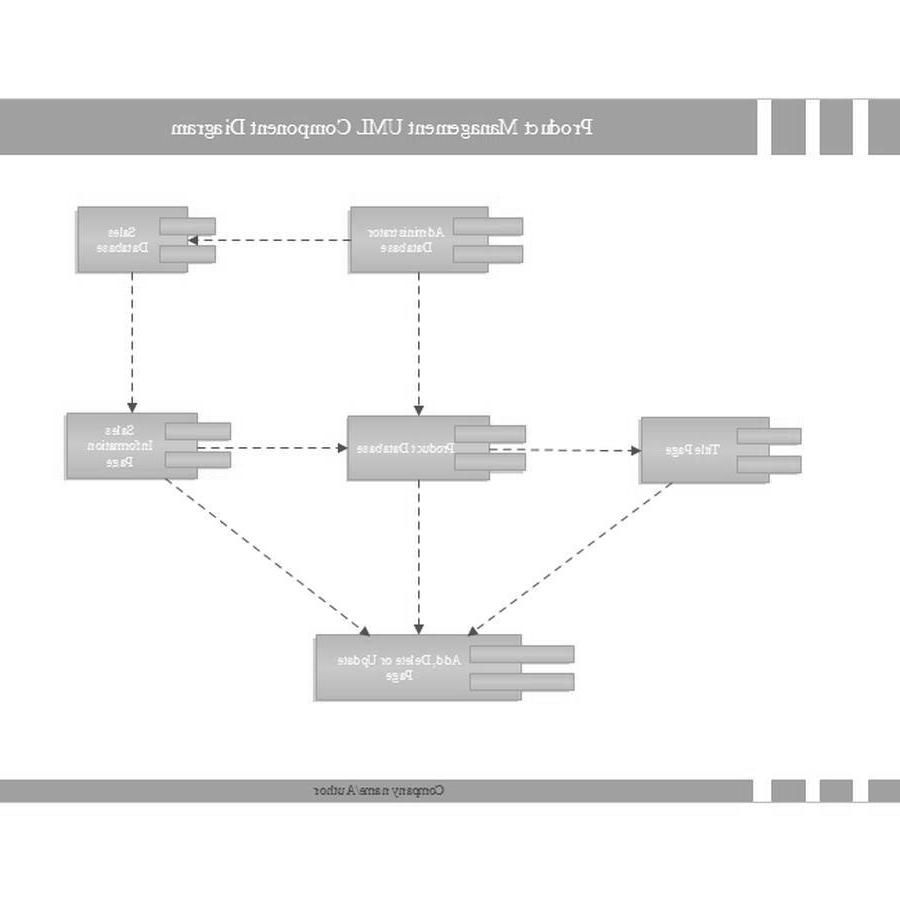 Product Management UML Component Diagram
Administrator
Database
Sales
Database
Title Page
Product Database
Sales
Information
Page
Add, Delete or Update
Page
Company name/Author